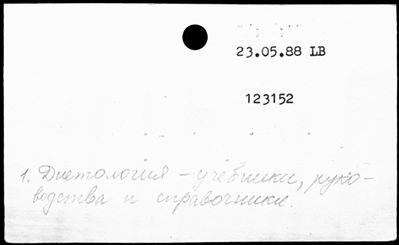 23.05.88 LB
123152
1. Диетология – учебники, руко-
водства и справочники.